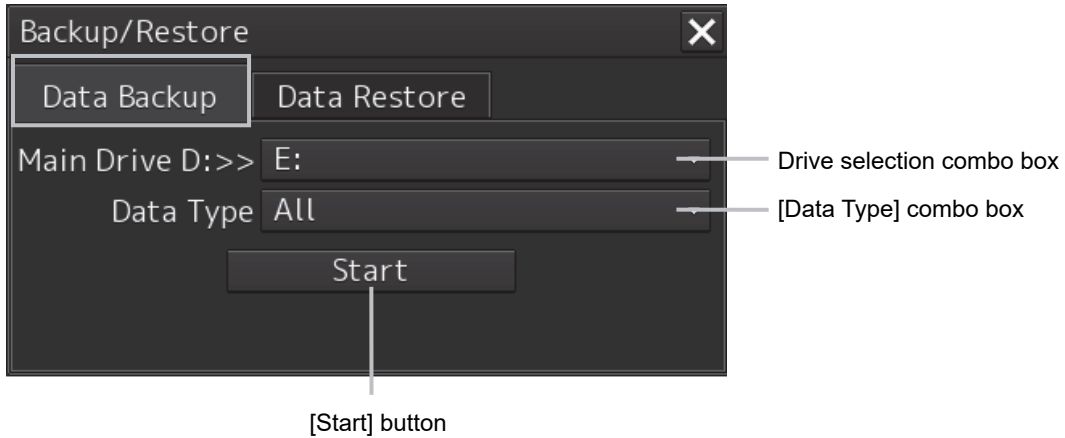 Backup/Restore
Data Backup
Data Restore
Main Drive D:>> E:
Drive selection combo box
Data Type All
[Data Type] combo box
Start
[Start] button